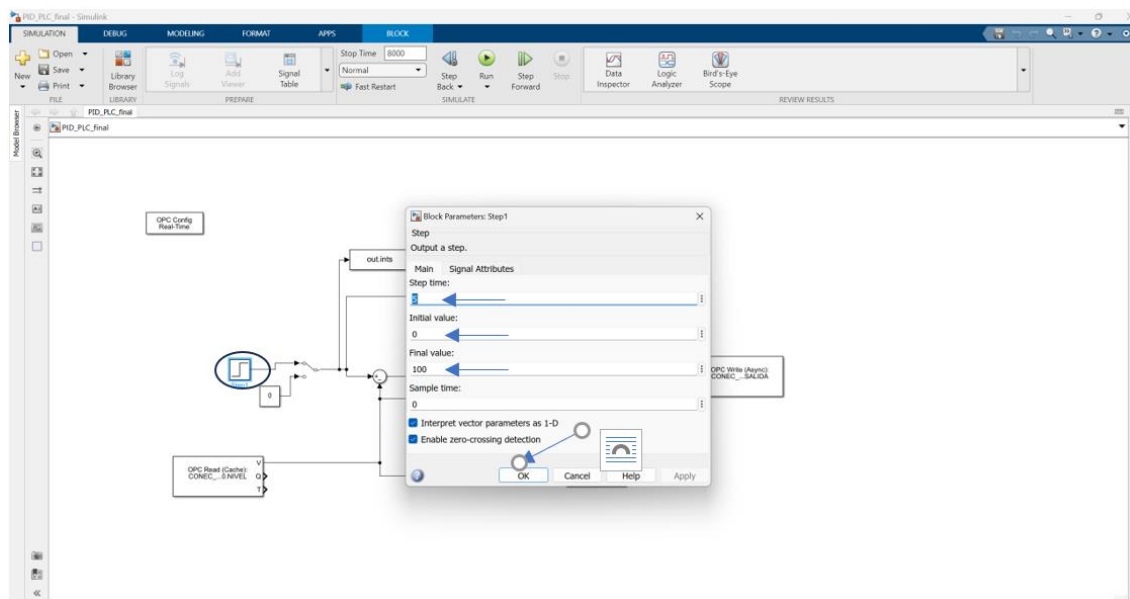 PID_PLC_final - Simulink
SIMULATION DEBUG MODELING FORMAT APPS BLOCK
New
Open
Save
Print
FILE
Library Browser
LIBRARY
Log Signals
Add Viewer
Signal Table
PREPARE
Stop Time 8000
Normal
Fast Restart
Step Back
Run
Step Forward
Stop
SIMULATE
Data Inspector
Logic Analyzer
Bird's-Eye Scope
REVIEW RESULTS
PID_PLC_final
Model Browser
PID_PLC_final
OPC Config
Real-Time
out.ints
Step1
0
OPC Read (Cache):
CONEC_...0.NIVEL
V
Q
T
Block Parameters: Step1
Step
Output a step.
Main Signal Attributes
Step time:
5
Initial value:
0
Final value:
100
Sample time:
0
Interpret vector parameters as 1-D
Enable zero-crossing detection
OK Cancel Help Apply
OPC Write (Async):
CONEC_...SALIDA